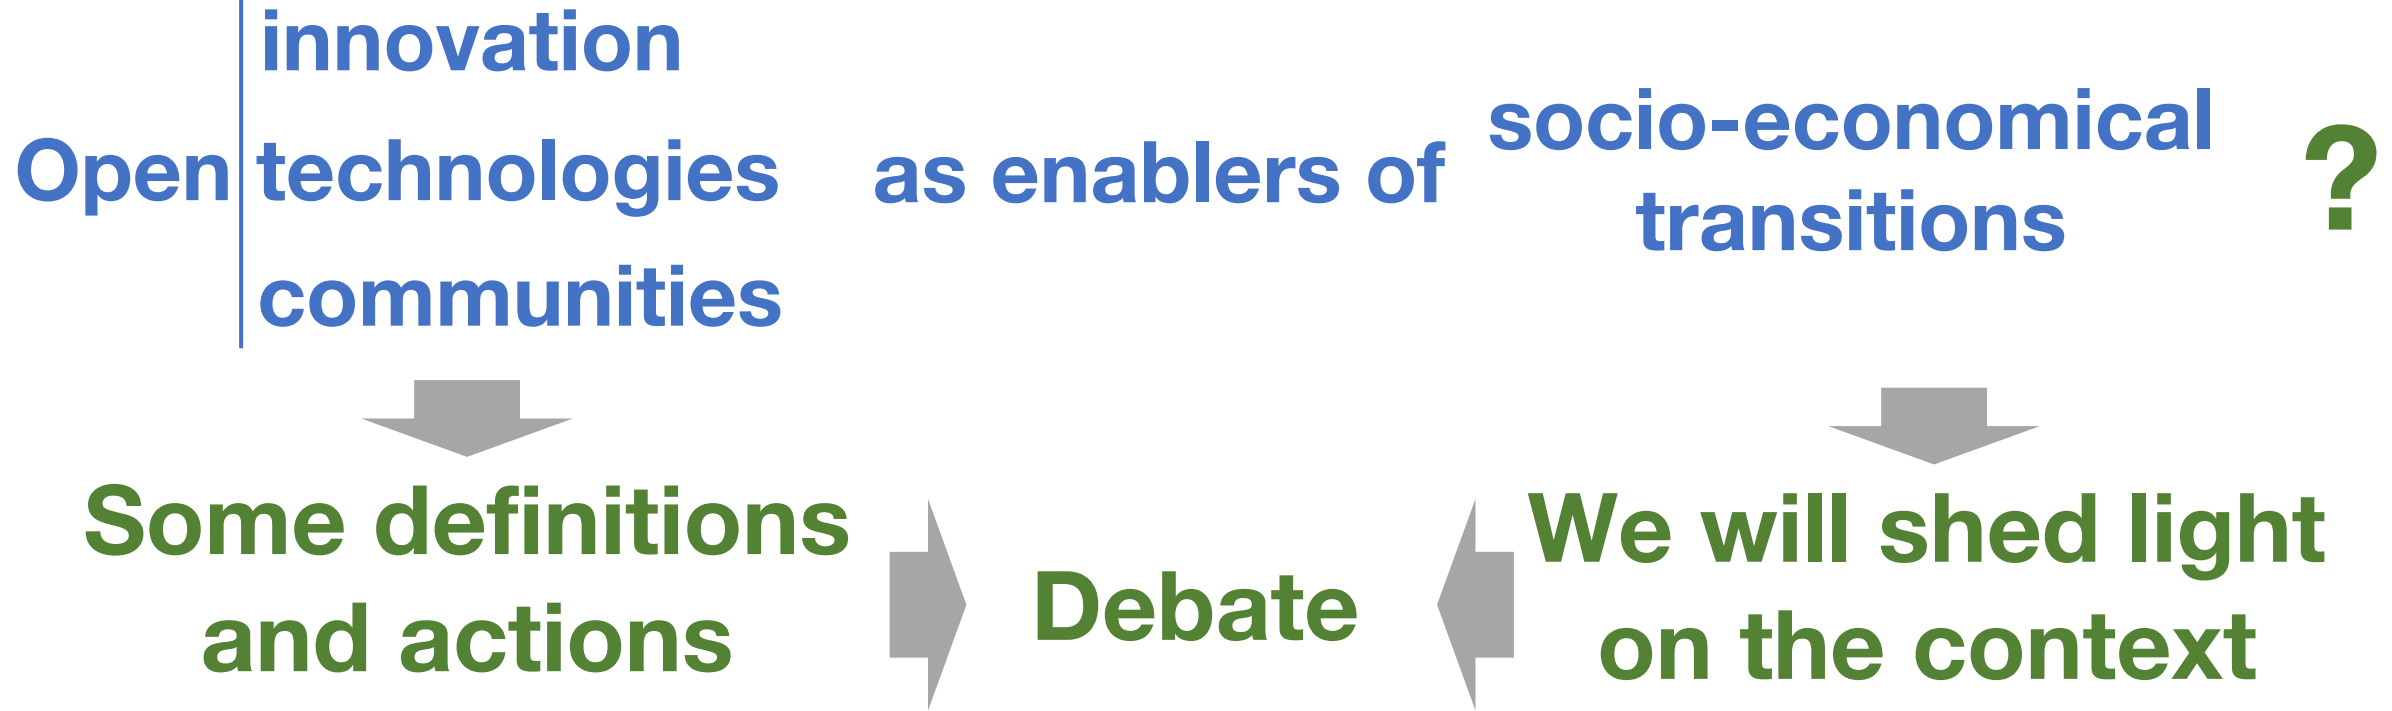 innovation
Open technologies
communities
as enablers of
socio-economical
transitions
?
Some definitions
and actions
Debate
We will shed light
on the context